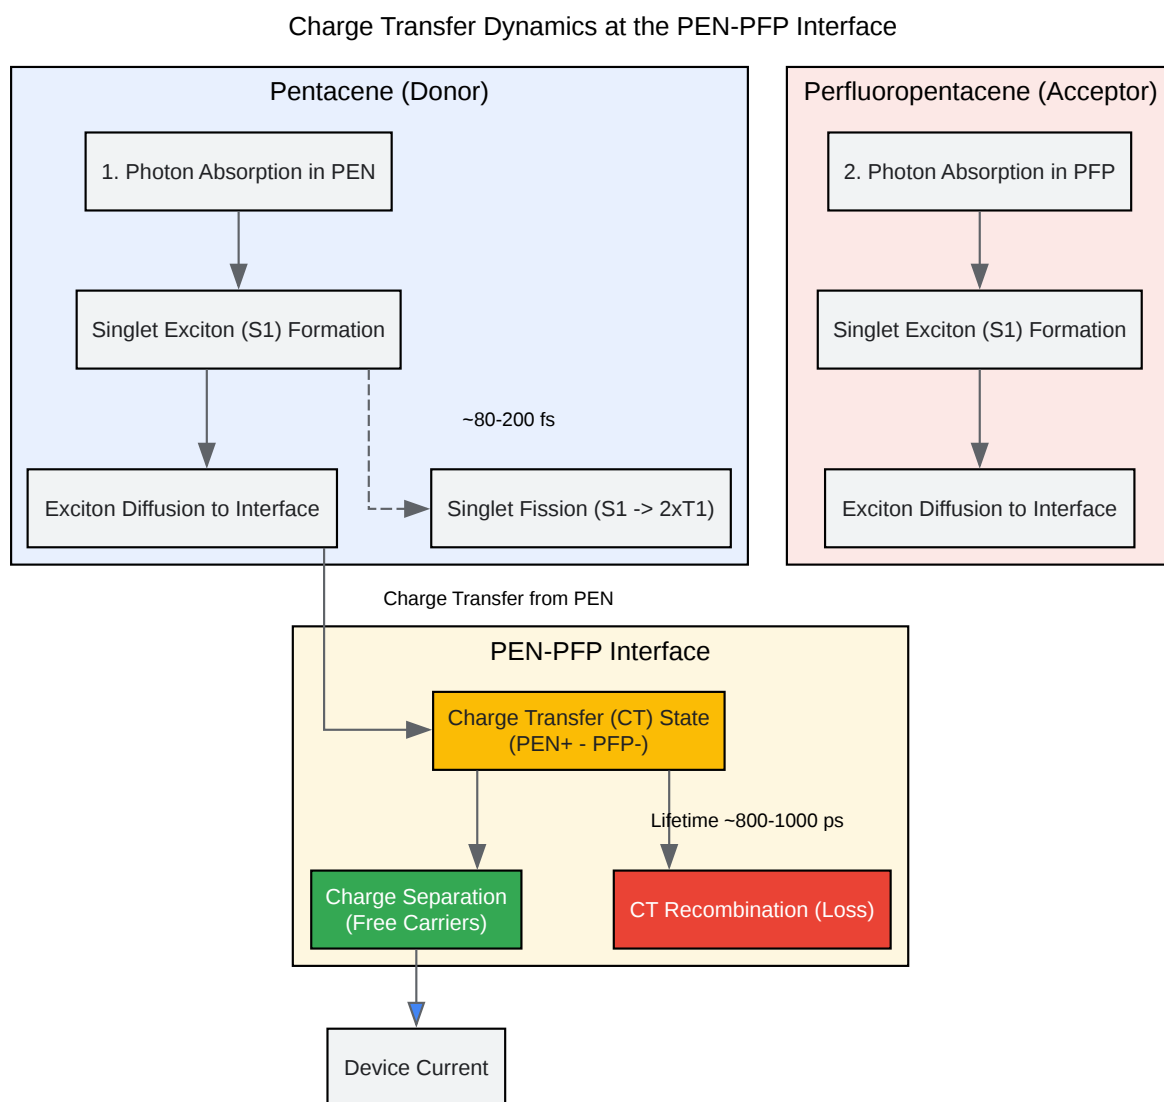 Charge Transfer Dynamics at the PEN-PFP Interface
Pentacene (Donor)
1. Photon Absorption in PEN
Singlet Exciton (S1) Formation
~80-200 fs
Exciton Diffusion to Interface
Singlet Fission (S1 -> 2xT1)
Perfluoropentacene (Acceptor)
2. Photon Absorption in PFP
Singlet Exciton (S1) Formation
Exciton Diffusion to Interface
Charge Transfer from PEN
PEN-PFP Interface
Charge Transfer (CT) State
(PEN+ - PFP-)
Lifetime ~800-1000 ps
Charge Separation
(Free Carriers)
CT Recombination (Loss)
Device Current